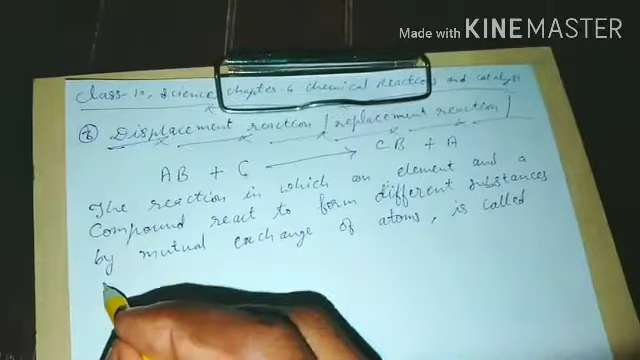 Made with KINEMASTER
Class-10, Science, chapter-6 chemical Reactions and catalyst
6 Displacement reaction / replacement reaction /
AB + C → CB + A
The reaction in which an element and a
Compound react to form different substances
by mutual exchange of atoms, is called